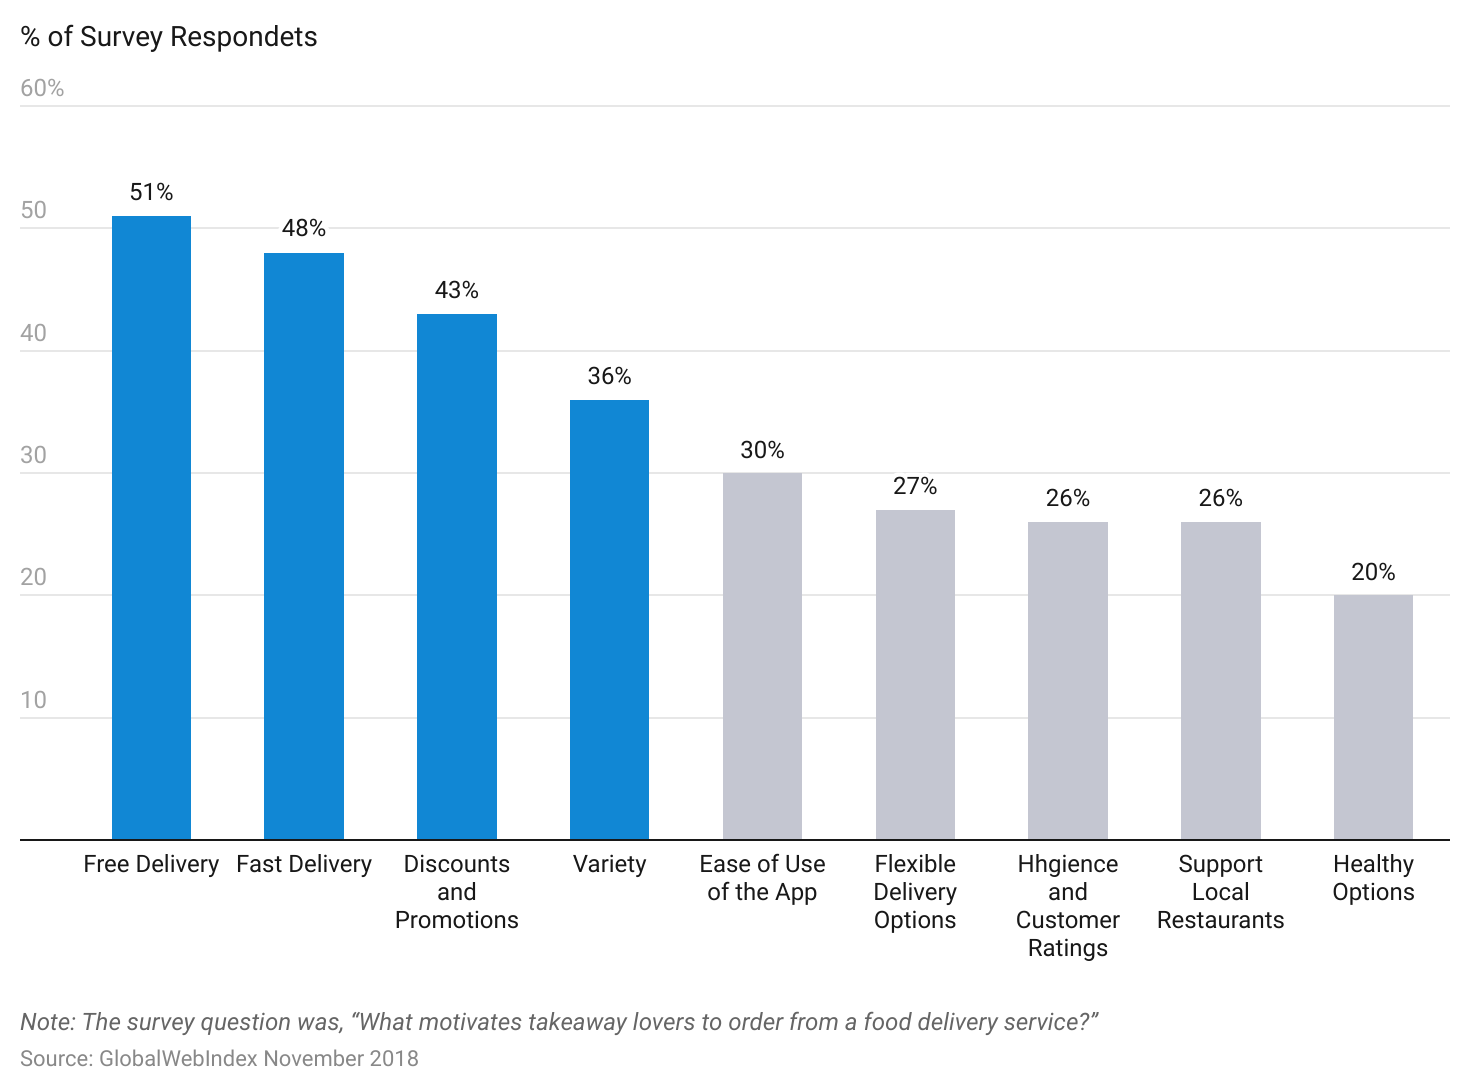 % of Survey Respondets
60%
51%
50
48%
43%
40
36%
30
30%
27%
26%
26%
20
20%
10
Free Delivery
Fast Delivery
Discounts
and
Promotions
Variety
Ease of Use
of the App
Flexible
Delivery
Options
Hhgience
and
Customer
Ratings
Support
Local
Restaurants
Healthy
Options
Note: The survey question was, “What motivates takeaway lovers to order from a food delivery service?”
Source: GlobalWebIndex November 2018